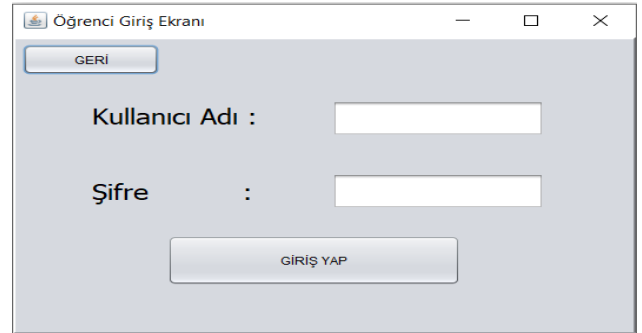 Öğrenci Giriş Ekranı
GERİ
Kullanıcı Adı :
Şifre :
GİRİŞ YAP